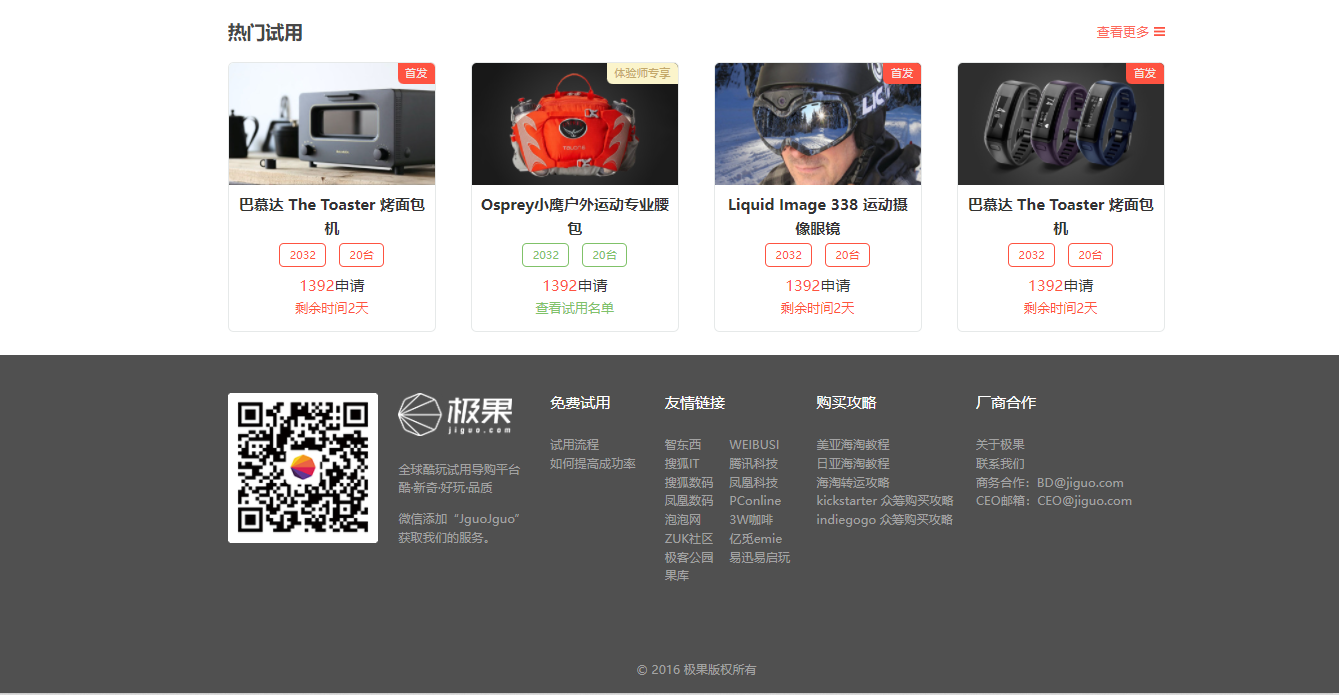 热门试用
查看更多
首发
巴慕达 The Toaster 烤面包
机
2032 20台
1392申请
剩余时间2天
体验师专享
Osprey小鹰户外运动专业腰
包
2032 20台
1392申请
查看试用名单
首发
Liquid Image 338 运动摄
像眼镜
2032 20台
1392申请
剩余时间2天
首发
巴慕达 The Toaster 烤面包
机
2032 20台
1392申请
剩余时间2天
极果
jiguo.com
全球酷玩试用导购平台
酷·新奇·好玩·品质
微信添加“JguoJguo”
获取我们的服务。
免费试用
试用流程
如何提高成功率
友情链接
智东西
搜狐IT
搜狐数码
凤凰数码
泡泡网
ZUK社区
极客公园
果库
WEIBUSI
腾讯科技
凤凰科技
PConline
3W咖啡
亿觅emie
易迅易启玩
购买攻略
美亚海淘教程
日亚海淘教程
海淘转运攻略
kickstarter 众筹购买攻略
indiegogo 众筹购买攻略
厂商合作
关于极果
联系我们
商务合作：BD@jiguo.com
CEO邮箱：CEO@jiguo.com
© 2016 极果版权所有